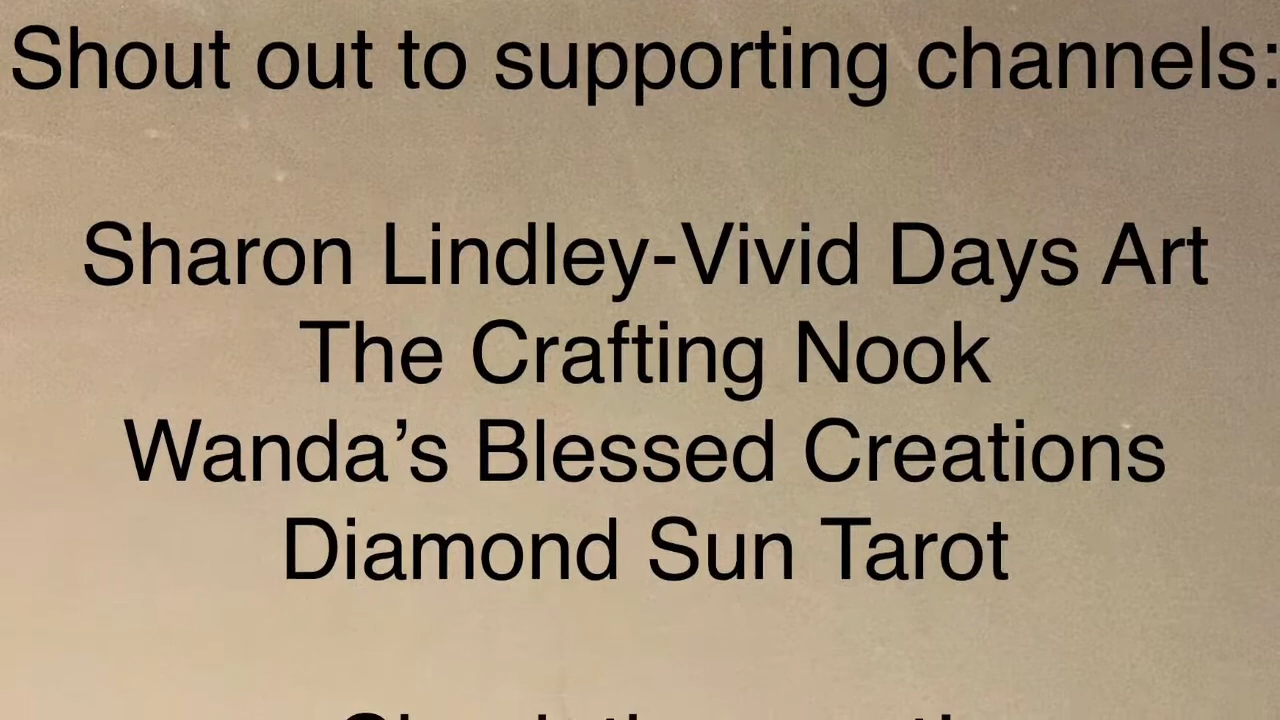 Shout out to supporting channels:
Sharon Lindley-Vivid Days Art
The Crafting Nook
Wanda’s Blessed Creations
Diamond Sun Tarot